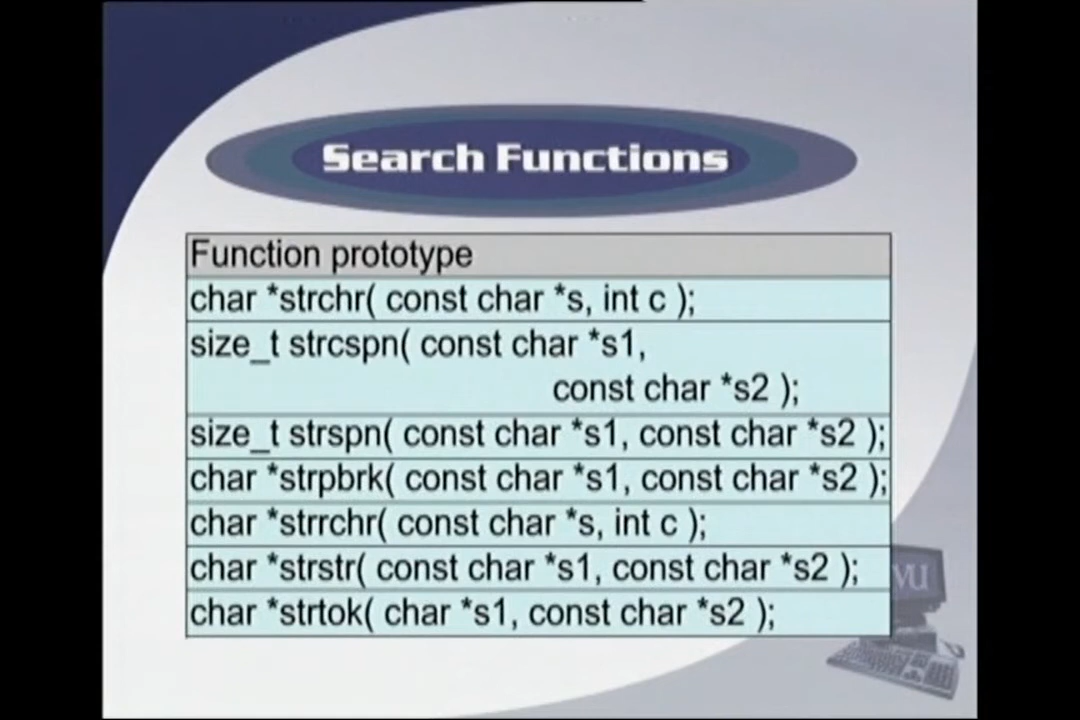 Search Functions
Function prototype
char *strchr( const char *s, int c );
size_t strcspn( const char *s1,
const char *s2 );
size_t strspn( const char *s1, const char *s2 );
char *strpbrk( const char *s1, const char *s2 );
char *strrchr( const char *s, int c );
char *strstr( const char *s1, const char *s2 );
char *strtok( char *s1, const char *s2 );
VU